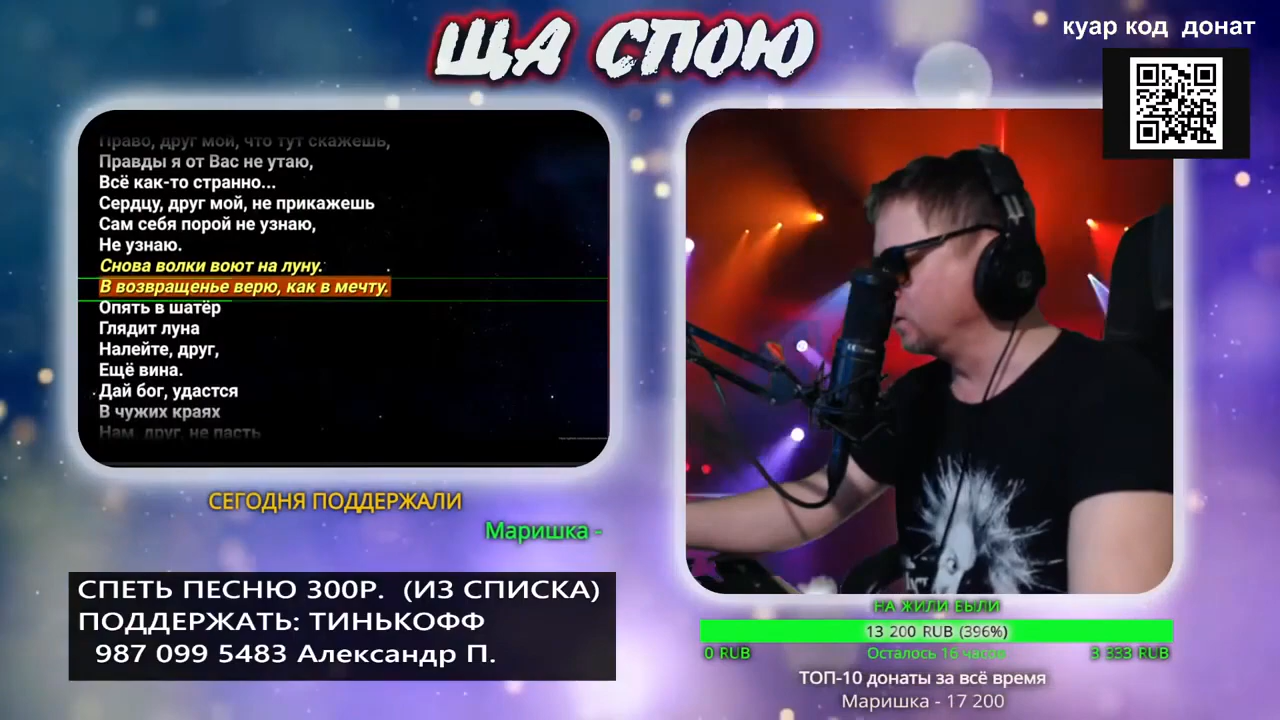 ЩА СПОЮ
куар код донат
Право, друг мой, что тут скажешь,
Правды я от Вас не утаю,
Всё как-то странно...
Сердцу, друг мой, не прикажешь
Сам себя порой не узнаю,
Не узнаю.
Снова волки воют на луну.
В возвращенье верю, как в мечту.
Опять в шатёр
Глядит луна
Налейте, друг,
Ещё вина.
Дай бог, удастся
В чужих краях
Нам, друг, не пасть
СЕГОДНЯ ПОДДЕРЖАЛИ
Маришка -
СПЕТЬ ПЕСНЮ 300Р. (ИЗ СПИСКА)
ПОДДЕРЖАТЬ: ТИНЬКОФФ
987 099 5483 Александр П.
НА ЖИЛИ БЫЛИ
13 200 RUB (396%)
0 RUB
Осталось 16 часов
3 333 RUB
ТОП-10 донаты за всё время
Маришка - 17 200